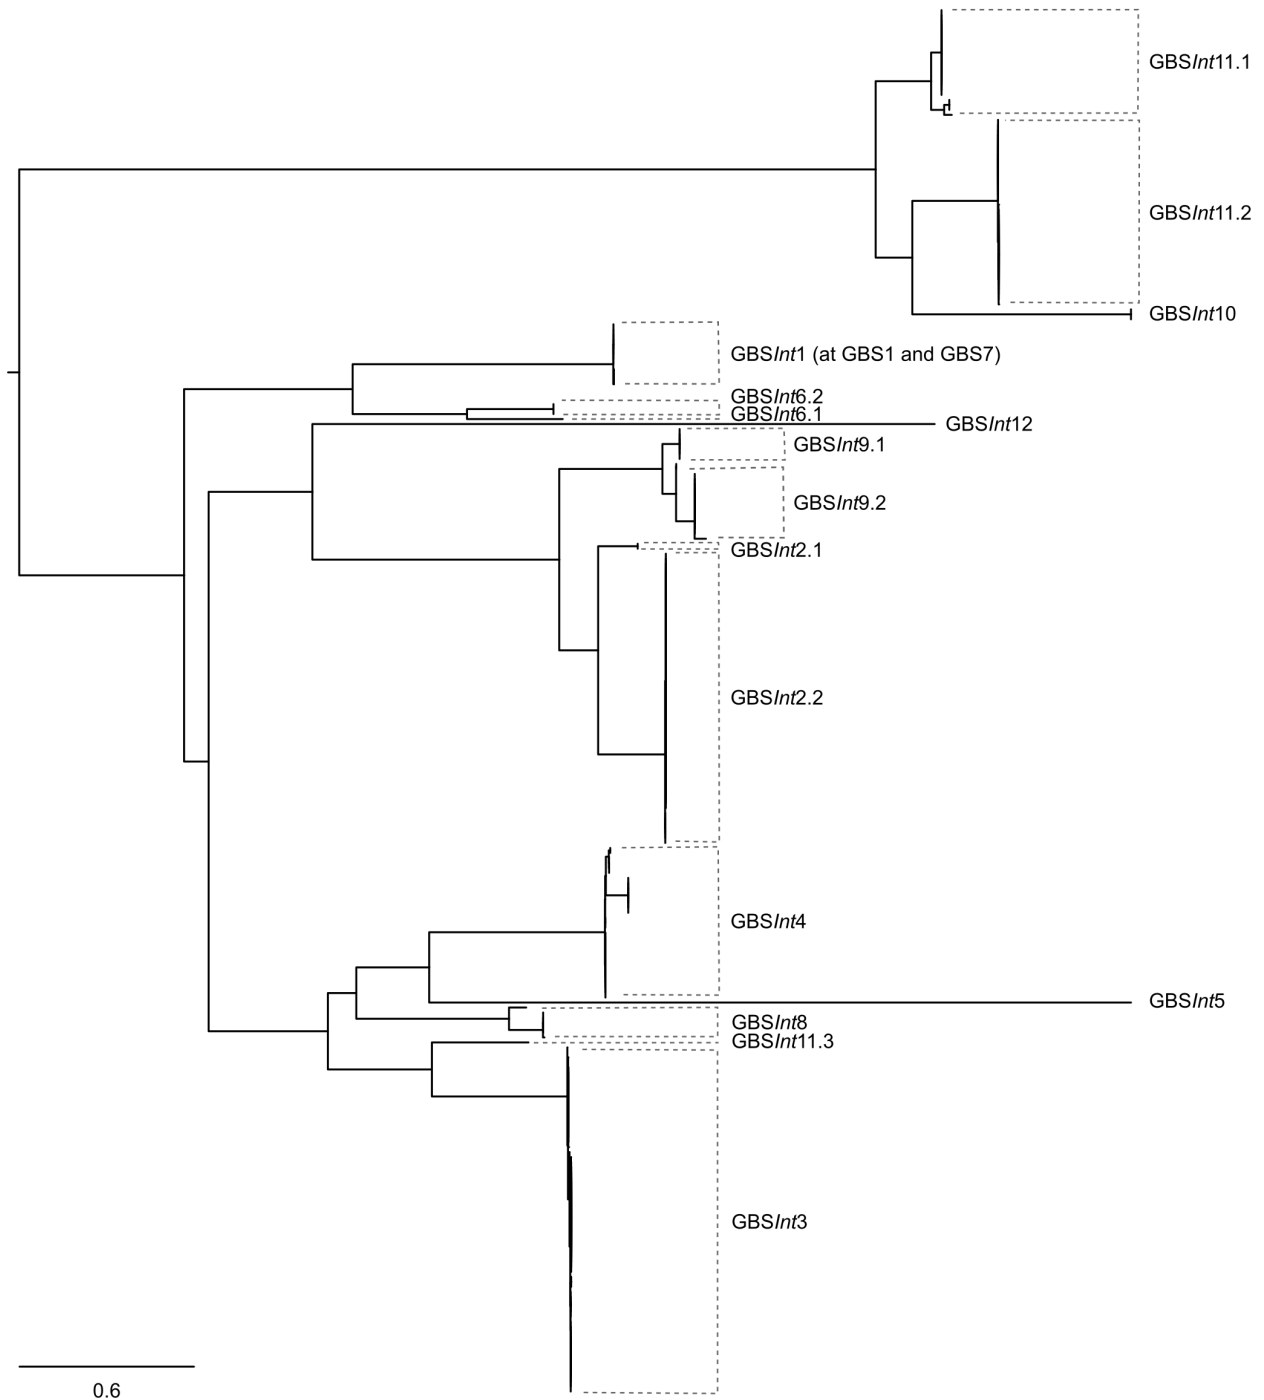 GBSInt11.1
GBSInt11.2
GBSInt10
GBSInt1 (at GBS1 and GBS7)
GBSInt6.2
GBSInt6.1
GBSInt12
GBSInt9.1
GBSInt9.2
GBSInt2.1
GBSInt2.2
GBSInt4
GBSInt5
GBSInt8
GBSInt11.3
GBSInt3
0.6